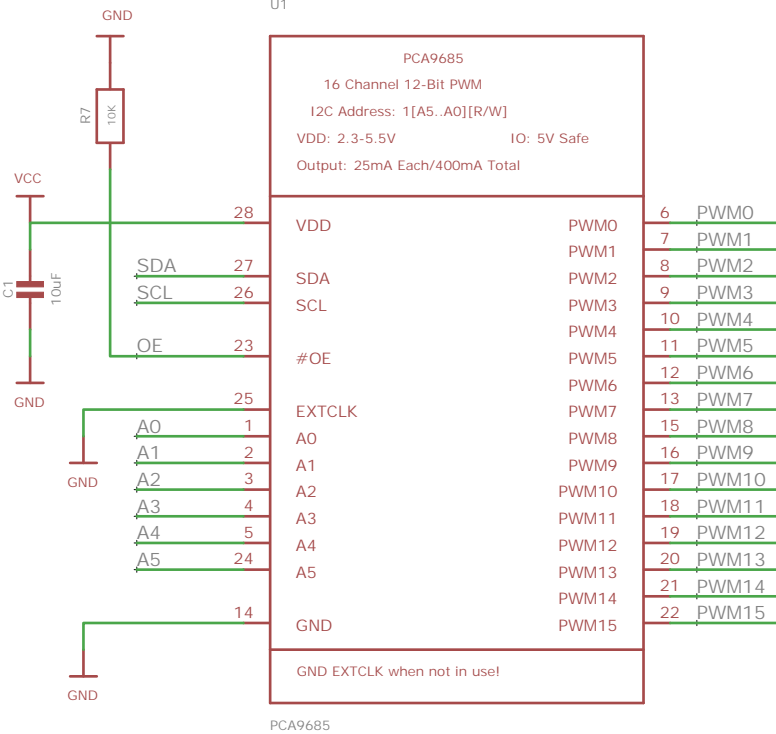 U1
GND
PCA9685
16 Channel 12-Bit PWM
I2C Address: 1[A5..A0][R/W]
VDD: 2.3-5.5V IO: 5V Safe
Output: 25mA Each/400mA Total
R7
10K
VCC
C1
10uF
GND
28 VDD PWM0 6 PWM0
PWM1 7 PWM1
SDA 27 SDA PWM2 8 PWM2
SCL 26 SCL PWM3 9 PWM3
PWM4 10 PWM4
OE 23 #OE PWM5 11 PWM5
PWM6 12 PWM6
25 EXTCLK PWM7 13 PWM7
A0 1 A0 PWM8 15 PWM8
A1 2 A1 PWM9 16 PWM9
GND
A2 3 A2 PWM10 17 PWM10
A3 4 A3 PWM11 18 PWM11
A4 5 A4 PWM12 19 PWM12
A5 24 A5 PWM13 20 PWM13
PWM14 21 PWM14
14 GND PWM15 22 PWM15
GND
GND EXTCLK when not in use!
PCA9685